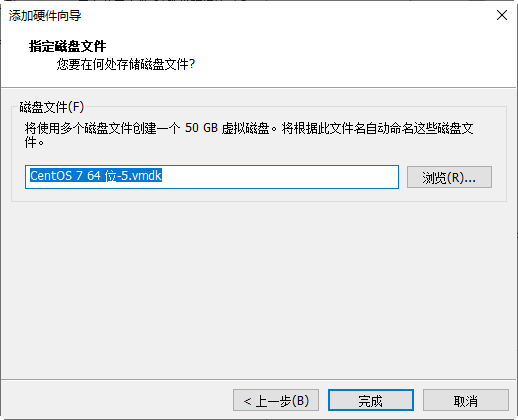 添加硬件向导
指定磁盘文件
您要在何处存储磁盘文件?
磁盘文件(F)
将使用多个磁盘文件创建一个 50 GB 虚拟磁盘。将根据此文件名自动命名这些磁盘文
件。
CentOS 7 64 位-5.vmdk
浏览(R)...
< 上一步(B)
完成
取消